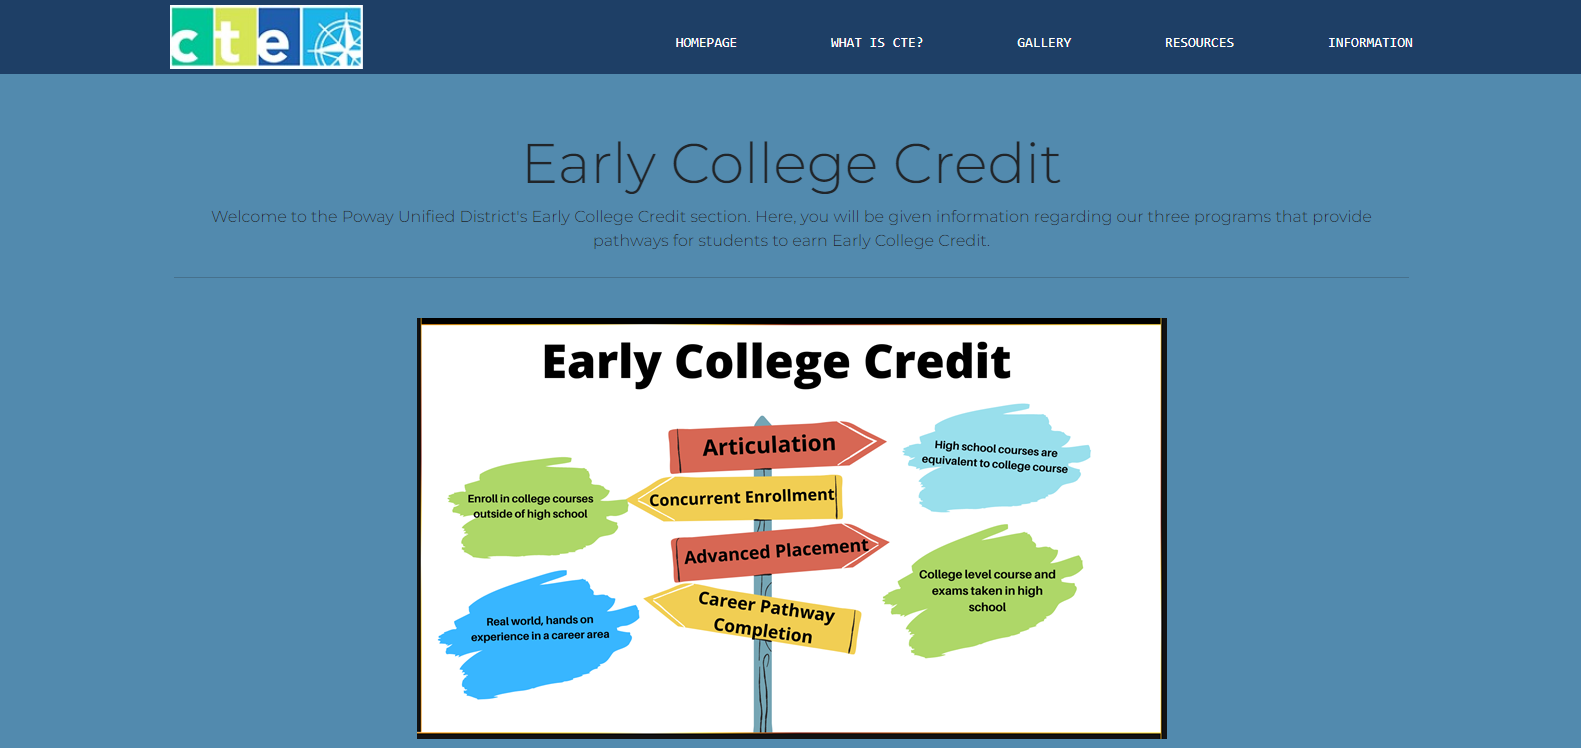 cte
HOMEPAGE
WHAT IS CTE?
GALLERY
RESOURCES
INFORMATION
Early College Credit
Welcome to the Poway Unified District's Early College Credit section. Here, you will be given information regarding our three programs that provide
pathways for students to earn Early College Credit.
Early College Credit
Articulation
High school courses are
equivalent to college course
Enroll in college courses
outside of high school
Concurrent Enrollment
Advanced Placement
College level course and
exams taken in high
school
Real world, hands on
experience in a career area
Career Pathway
Completion